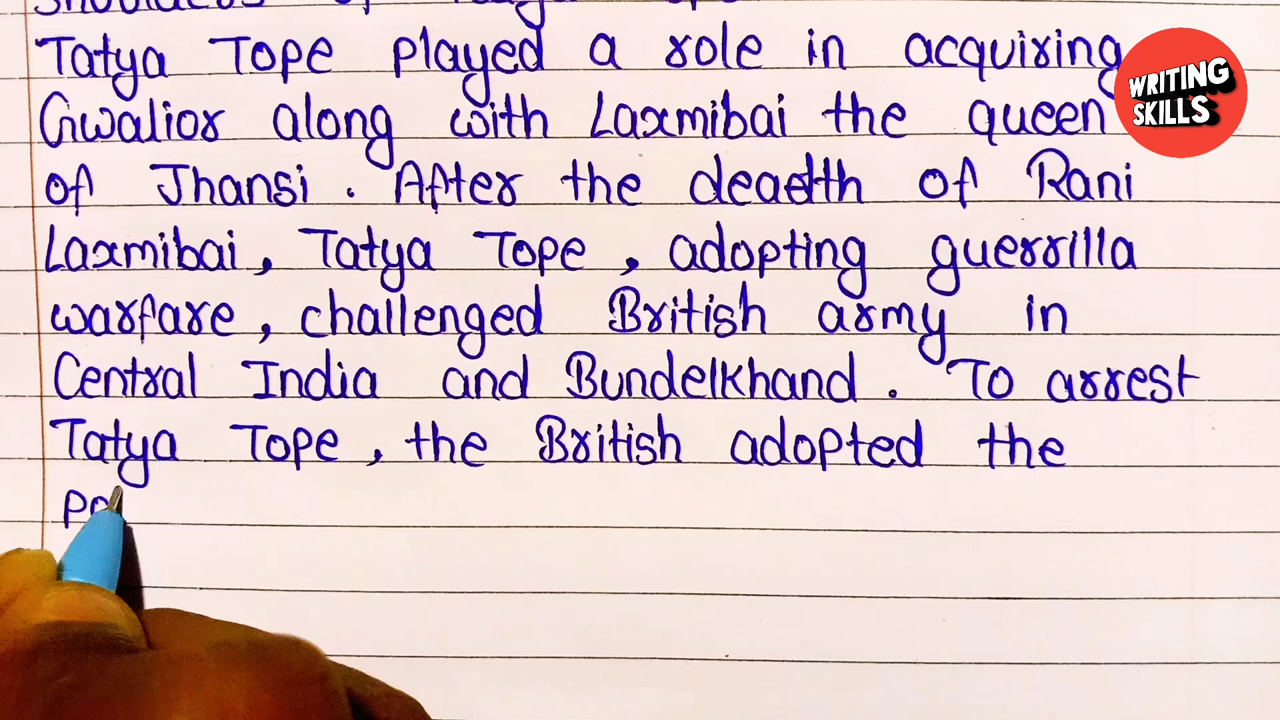 Tatya Tope played a role in acquiring
Gwalior along with Laxmibai the queen
of Jhansi. After the deadth of Rani
Laxmibai, Tatya Tope, adopting guerrilla
warfare, challenged British army in
Central India and Bundelkhand. To arrest
Tatya Tope, the British adopted the
WRITING
SKILLS